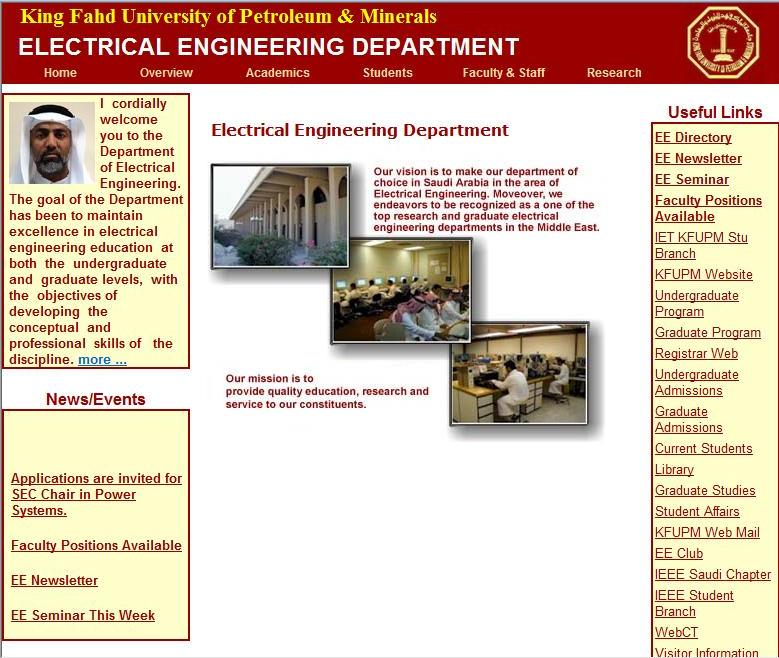 King Fahd University of Petroleum & Minerals
ELECTRICAL ENGINEERING DEPARTMENT
Home Overview Academics Students Faculty & Staff Research
I cordially
welcome
you to the
Department
of Electrical
Engineering.
The goal of the Department
has been to maintain
excellence in electrical
engineering education at
both the undergraduate
and graduate levels, with
the objectives of
developing the
conceptual and
professional skills of the
discipline. more ...
News/Events
Applications are invited for
SEC Chair in Power
Systems.
Faculty Positions Available
EE Newsletter
EE Seminar This Week
Electrical Engineering Department
Our vision is to make our department of
choice in Saudi Arabia in the area of
Electrical Engineering. Moveover, we
endeavors to be recognized as a one of the
top research and graduate electrical
engineering departments in the Middle East.
Our mission is to
provide quality education, research and
service to our constituents.
Useful Links
EE Directory
EE Newsletter
EE Seminar
Faculty Positions
Available
IET KFUPM Stu
Branch
KFUPM Website
Undergraduate
Program
Graduate Program
Registrar Web
Undergraduate
Admissions
Graduate
Admissions
Current Students
Library
Graduate Studies
Student Affairs
KFUPM Web Mail
EE Club
IEEE Saudi Chapter
IEEE Student
Branch
WebCT
Visitor Information